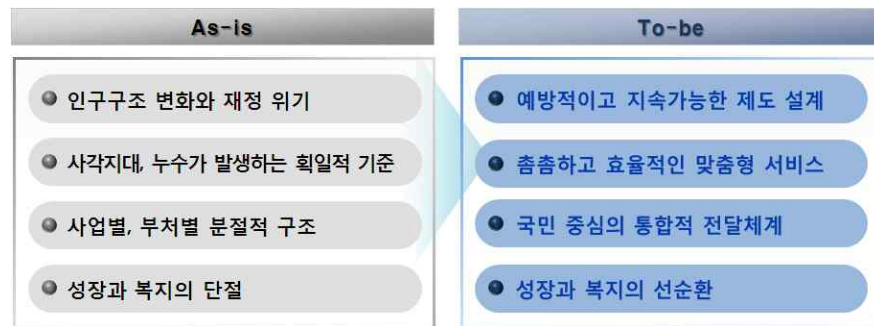 As-is
인구구조 변화와 재정 위기
사각지대, 누수가 발생하는 획일적 기준
사업별, 부처별 분절적 구조
성장과 복지의 단절
To-be
예방적이고 지속가능한 제도 설계
촘촘하고 효율적인 맞춤형 서비스
국민 중심의 통합적 전달체계
성장과 복지의 선순환